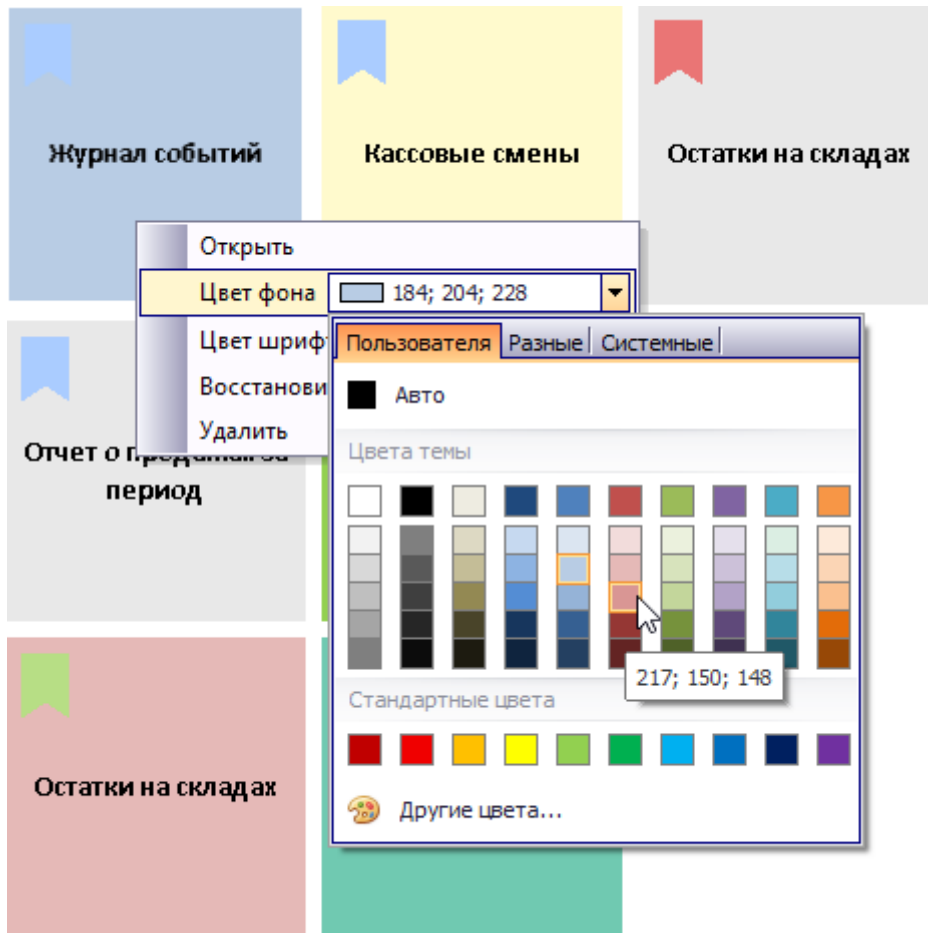 Журнал событий
Кассовые смены
Остатки на складах
Открыть
Цвет фона 184; 204; 228
Цвет шриф
Восстанови
Удалить
Пользователя Разные Системные
Авто
Цвета темы
217; 150; 148
Стандартные цвета
Другие цвета...
Отчет о
период
Остатки на складах